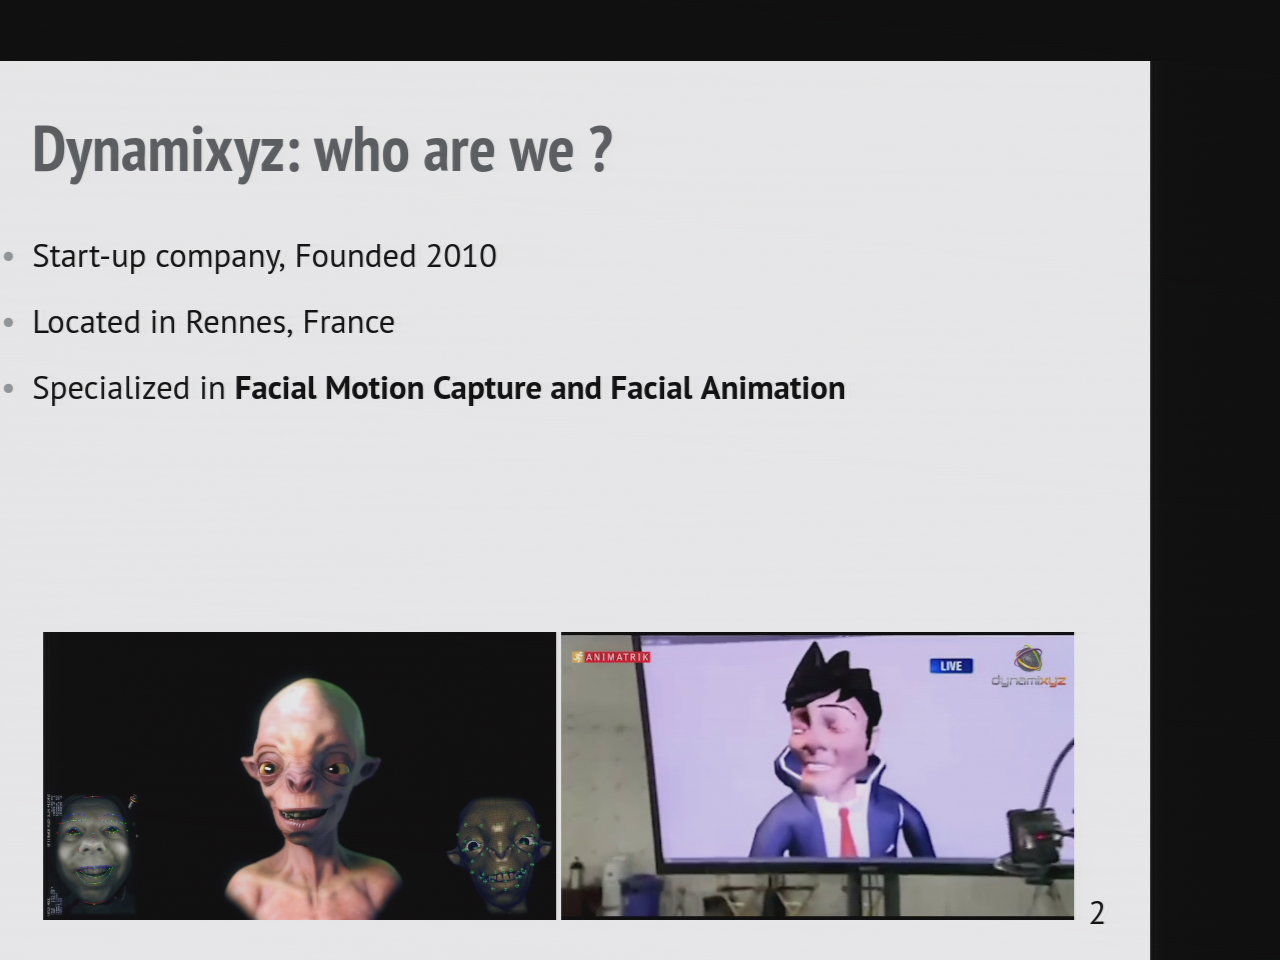 Dynamixyz: who are we ?
• Start-up company, Founded 2010
• Located in Rennes, France
• Specialized in Facial Motion Capture and Facial Animation
ANIMATRIK
LIVE
dynamixyz
2